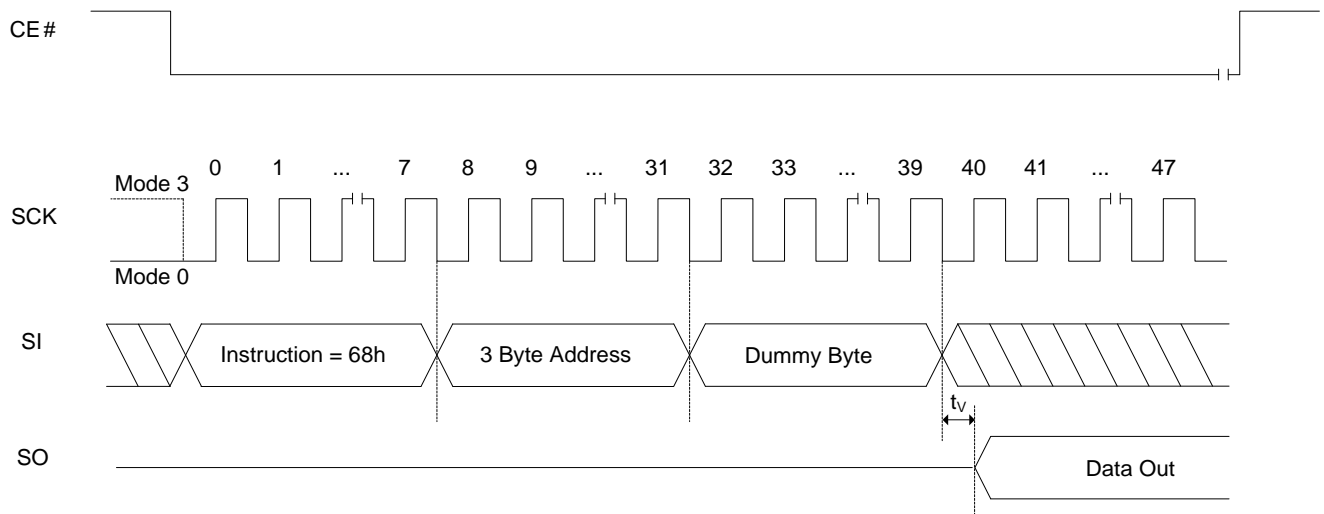 CE#
0 1 ... 7 8 9 ... 31 32 33 ... 39 40 41 ... 47
Mode 3
SCK
Mode 0
SI
Instruction = 68h
3 Byte Address
Dummy Byte
tV
SO
Data Out